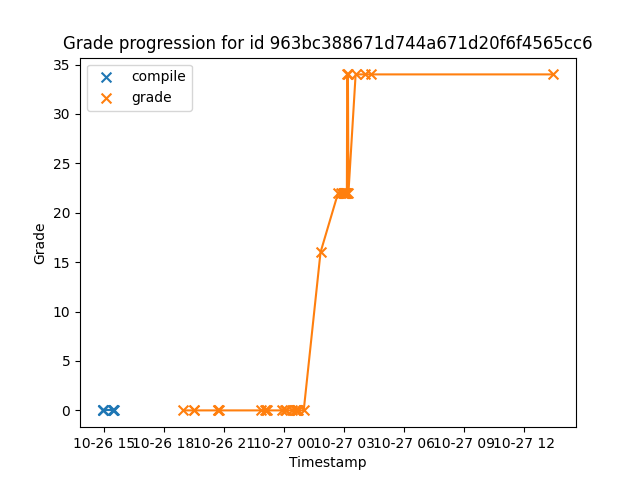 Grade progression for id 963bc388671d744a671d20f6f4565cc6
compile
grade
35
30
25
20
15
10
5
0
Grade
10-26 15 10-26 18 10-26 21 10-27 00 10-27 03 10-27 06 10-27 09 10-27 12
Timestamp